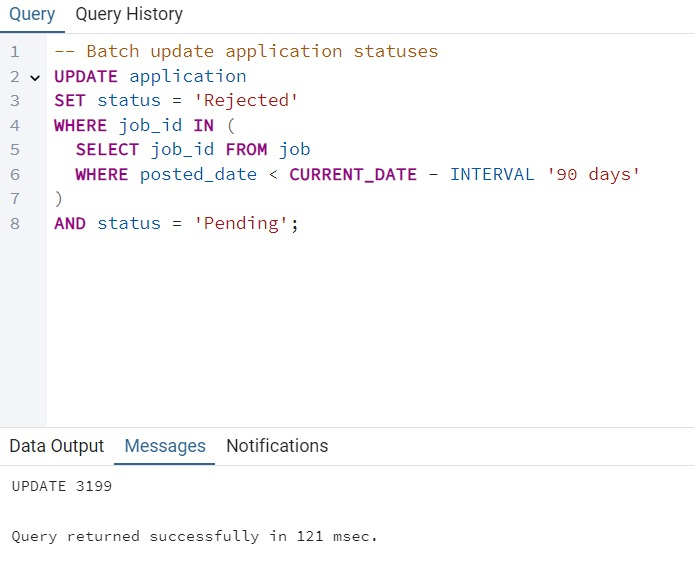 Query Query History
1 -- Batch update application statuses
2 UPDATE application
3 SET status = 'Rejected'
4 WHERE job_id IN (
5 SELECT job_id FROM job
6 WHERE posted_date < CURRENT_DATE - INTERVAL '90 days'
7 )
8 AND status = 'Pending';
Data Output Messages Notifications
UPDATE 3199
Query returned successfully in 121 msec.